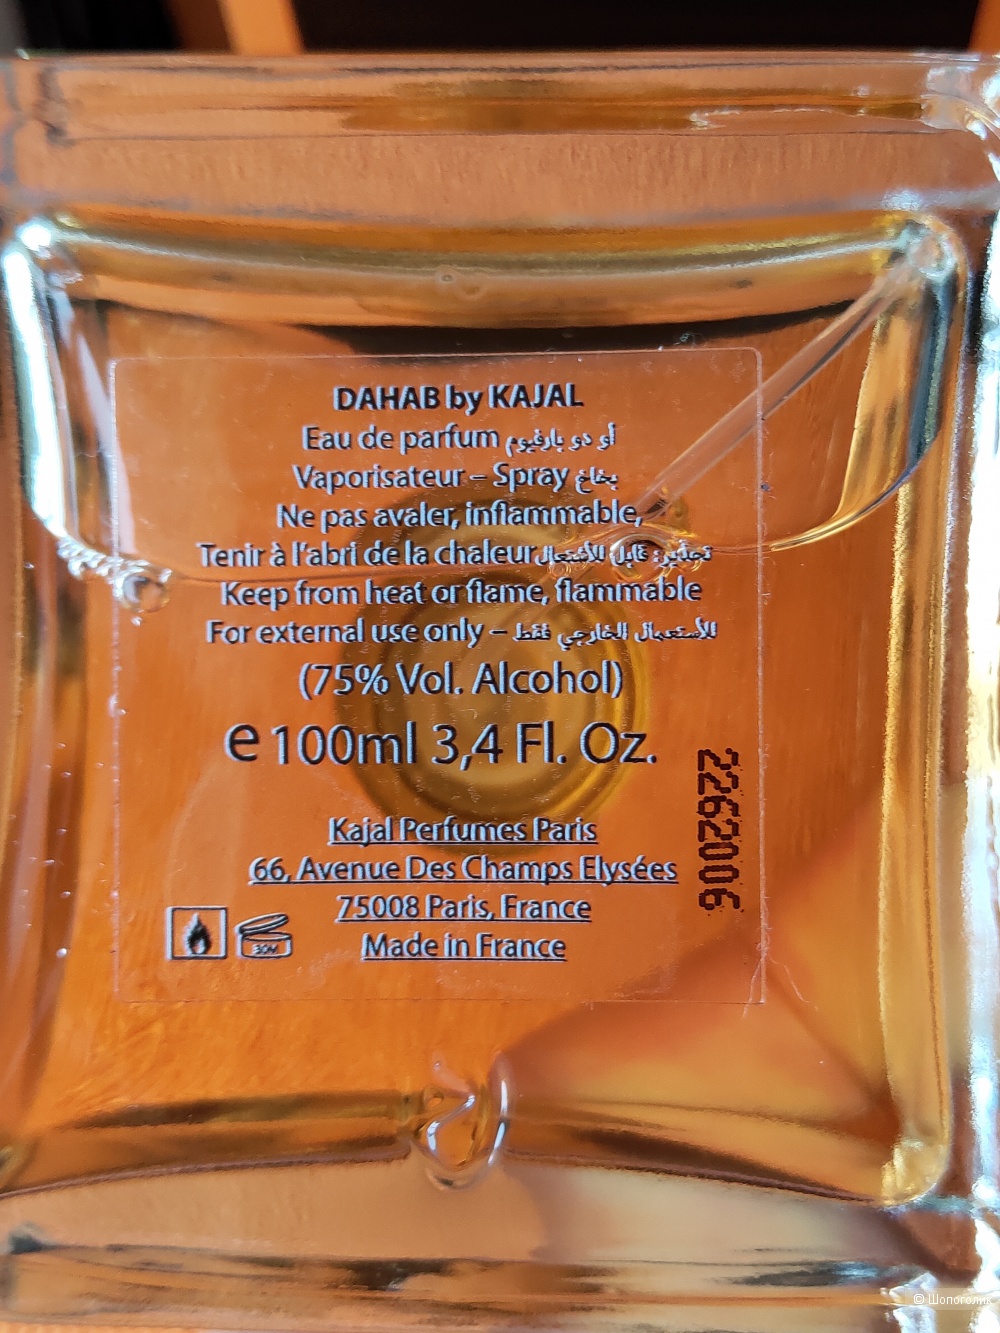 DAHAB by KAJAL
Eau de parfum أو دو بارفيوم
Vaporisateur – Spray بخاخ
Ne pas avaler, inflammable,
Tenir à l'abri de la chaleur تحذير: قابل للأشتعال
Keep from heat or flame, flammable
For external use only – للأستعمال الخارجي فقط
(75% Vol. Alcohol)
e 100ml 3,4 Fl. Oz.
2262006
Kajal Perfumes Paris
66, Avenue Des Champs Elysées
75008 Paris, France
Made in France
30M
© Шопоголик